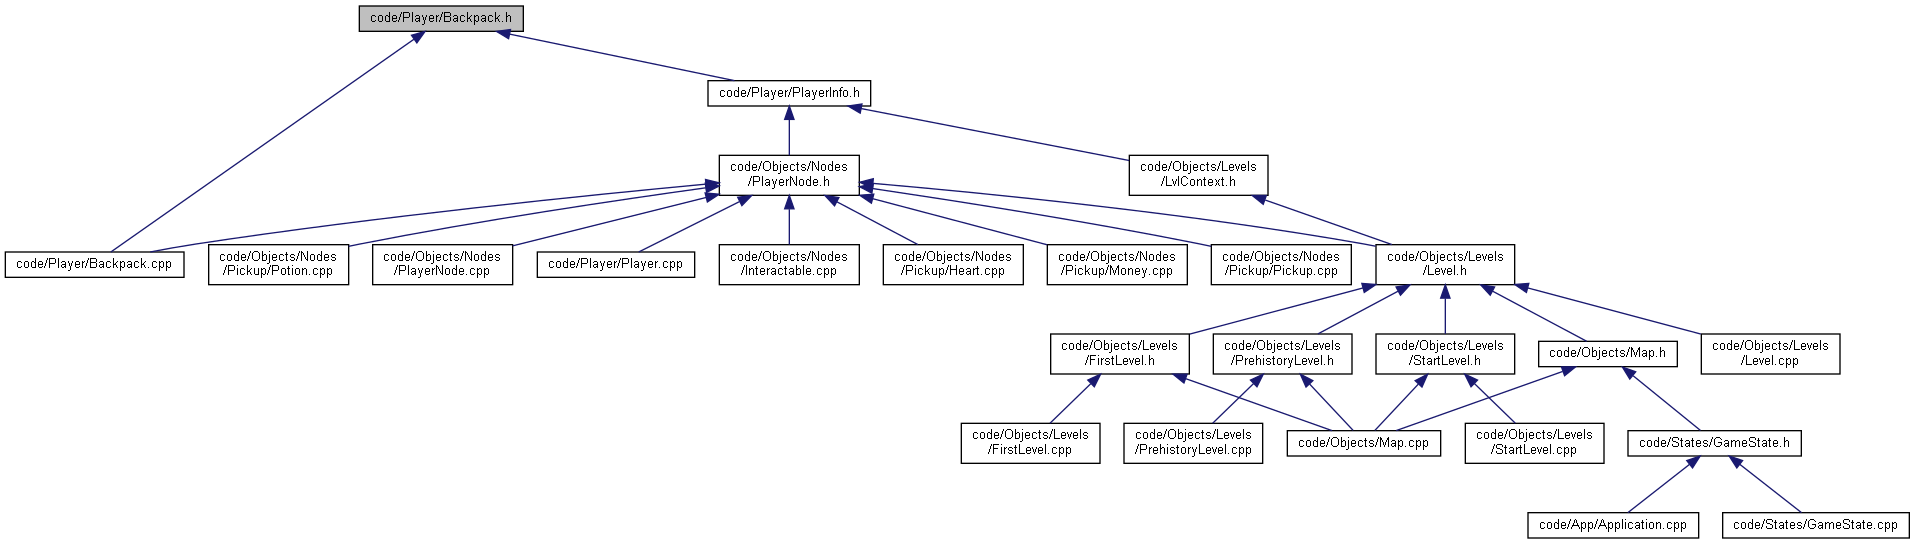 code/Player/Backpack.h
code/Player/PlayerInfo.h
code/Objects/Nodes
/PlayerNode.h
code/Objects/Levels
/LvlContext.h
code/Player/Backpack.cpp
code/Objects/Nodes
/Pickup/Potion.cpp
code/Objects/Nodes
/PlayerNode.cpp
code/Player/Player.cpp
code/Objects/Nodes
/Interactable.cpp
code/Objects/Nodes
/Pickup/Heart.cpp
code/Objects/Nodes
/Pickup/Money.cpp
code/Objects/Nodes
/Pickup/Pickup.cpp
code/Objects/Levels
/Level.h
code/Objects/Levels
/FirstLevel.h
code/Objects/Levels
/PrehistoryLevel.h
code/Objects/Levels
/StartLevel.h
code/Objects/Map.h
code/Objects/Levels
/Level.cpp
code/Objects/Levels
/FirstLevel.cpp
code/Objects/Levels
/PrehistoryLevel.cpp
code/Objects/Map.cpp
code/Objects/Levels
/StartLevel.cpp
code/States/GameState.h
code/App/Application.cpp
code/States/GameState.cpp